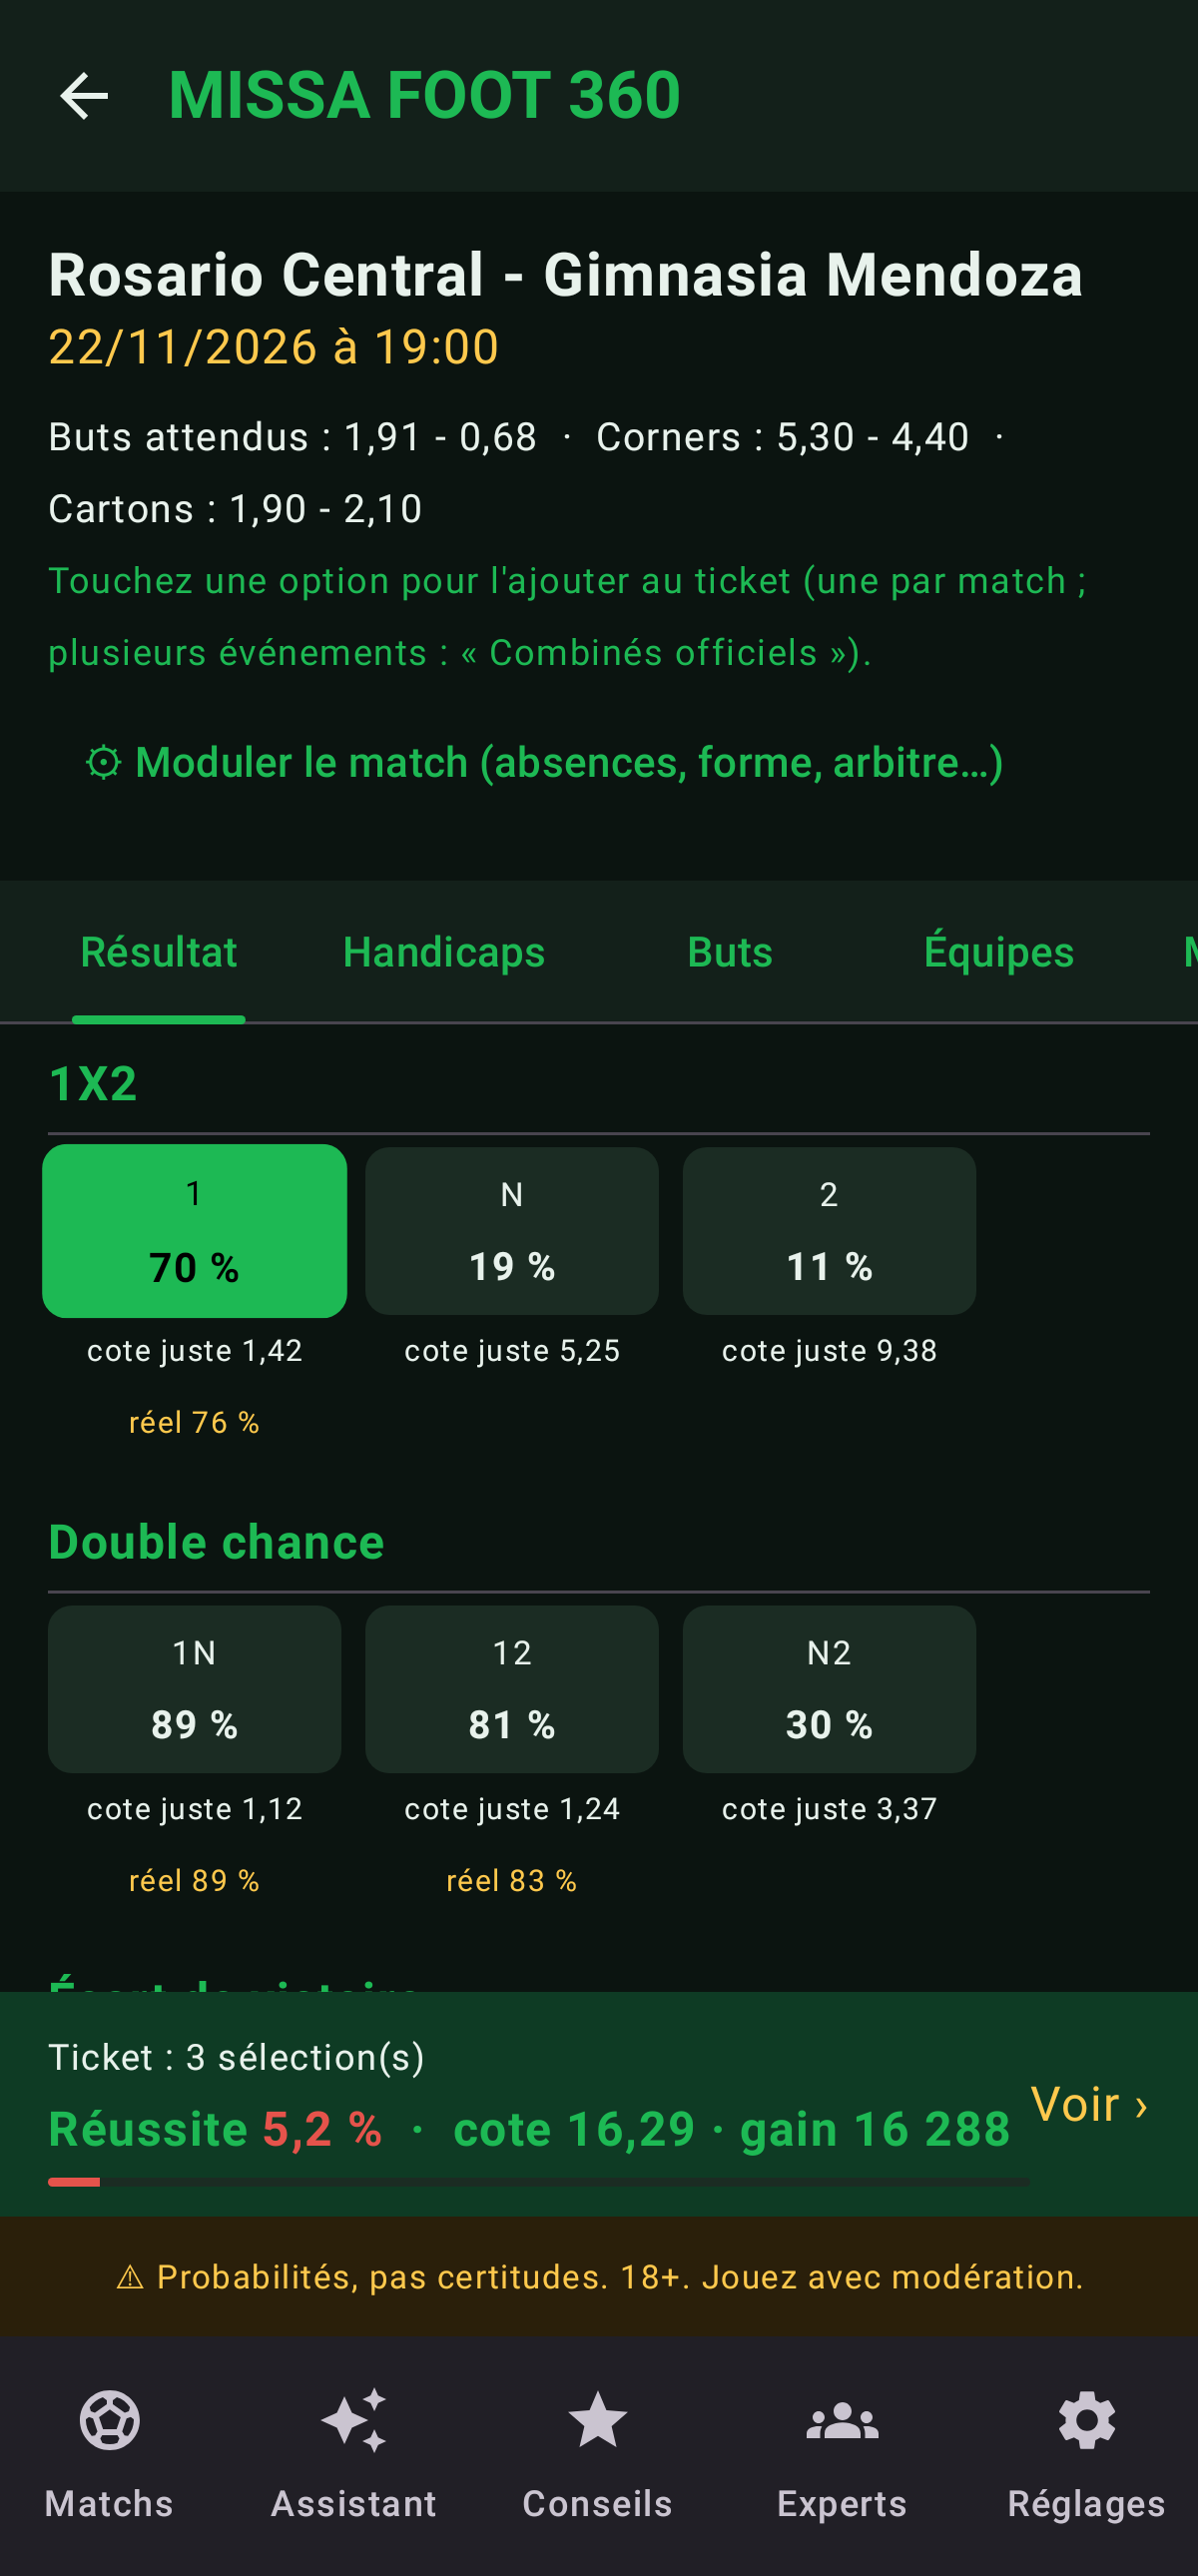 MISSA FOOT 360
Rosario Central - Gimnasia Mendoza
22/11/2026 à 19:00
Buts attendus : 1,91 - 0,68 · Corners : 5,30 - 4,40 ·
Cartons : 1,90 - 2,10
Touchez une option pour l'ajouter au ticket (une par match ;
plusieurs événements : « Combinés officiels »).
Moduler le match (absences, forme, arbitre…)
Résultat Handicaps Buts Équipes
1X2
1 N 2
70 % 19 % 11 %
cote juste 1,42 cote juste 5,25 cote juste 9,38
réel 76 %
Double chance
1N 12 N2
89 % 81 % 30 %
cote juste 1,12 cote juste 1,24 cote juste 3,37
réel 89 % réel 83 %
Ticket : 3 sélection(s)
Réussite 5,2 % · cote 16,29 · gain 16 288
Voir ›
⚠ Probabilités, pas certitudes. 18+. Jouez avec modération.
Matchs Assistant Conseils Experts Réglages